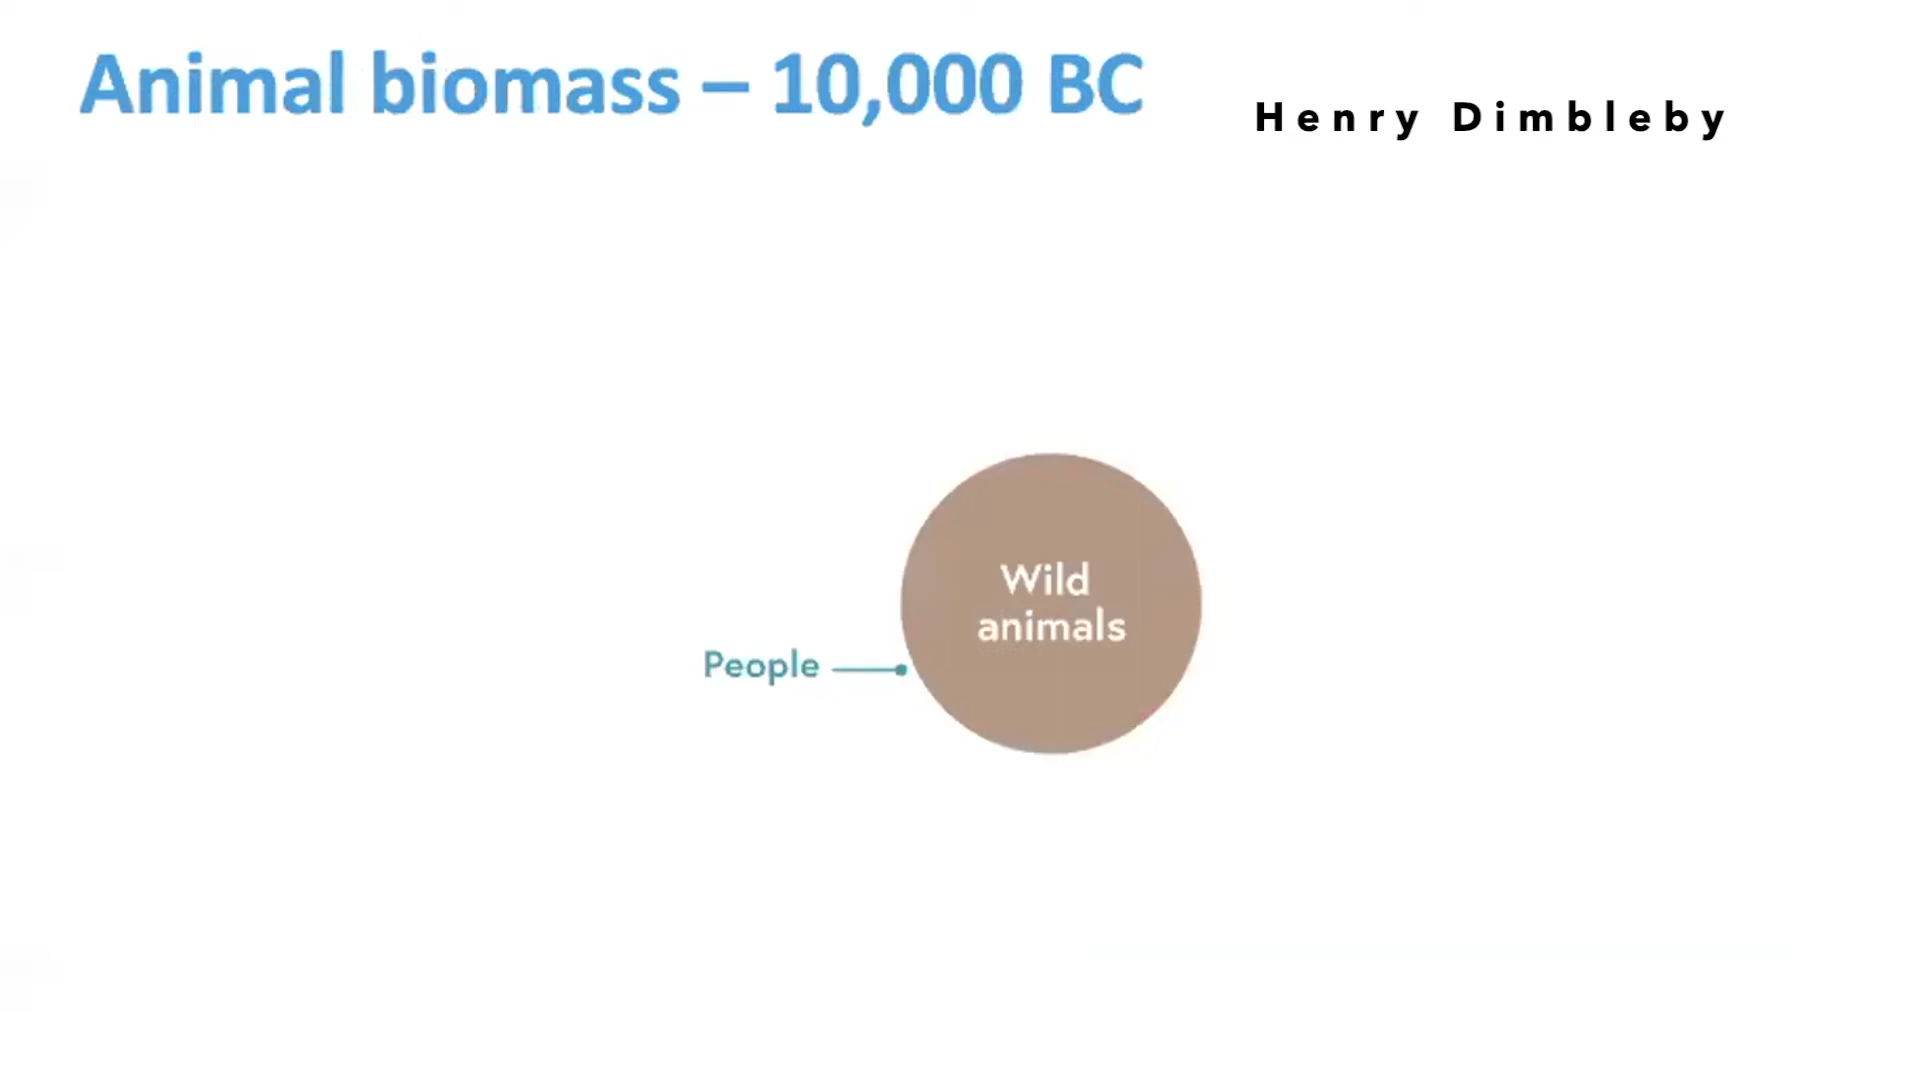 Animal biomass – 10,000 BC
Henry Dimbleby
Wild
animals
People